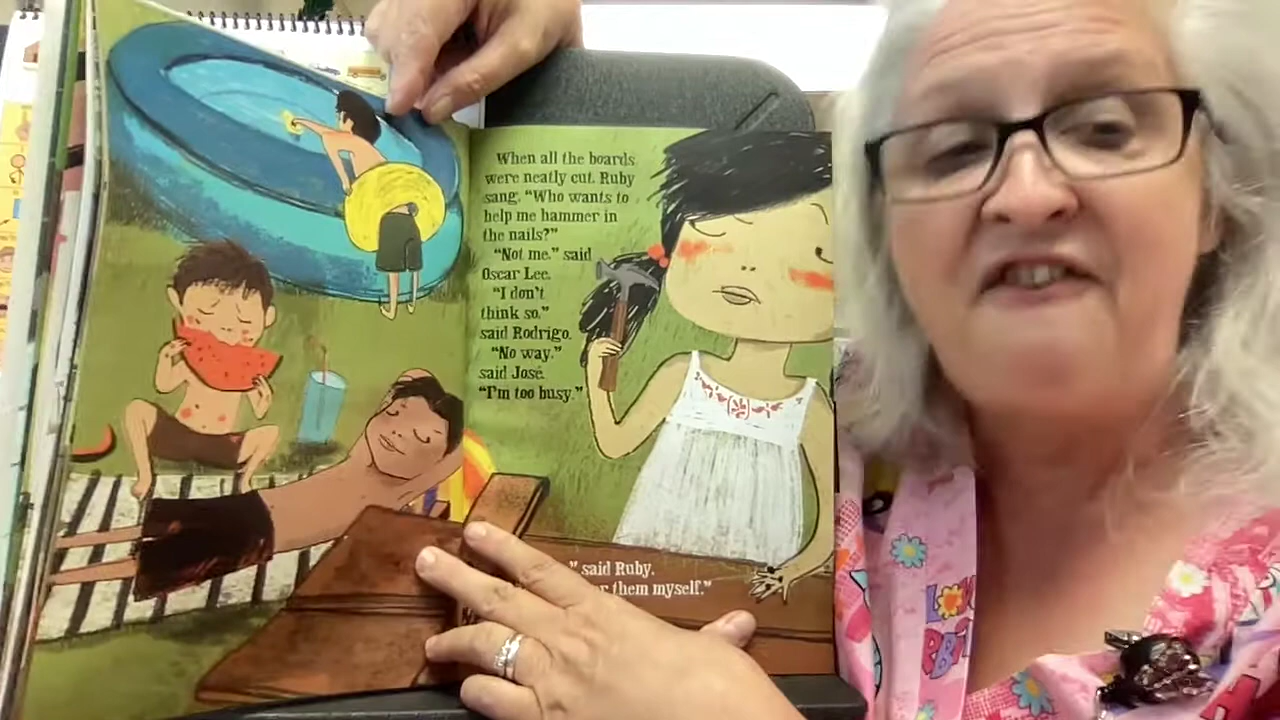 When all the boards
were neatly cut, Ruby
sang, "Who wants to
help me hammer in
the nails?"
"Not me," said
Oscar Lee.
"I don't
think so,"
said Rodrigo.
"No way,"
said José.
"I'm too busy."
" said Ruby.
them myself."
LOVE